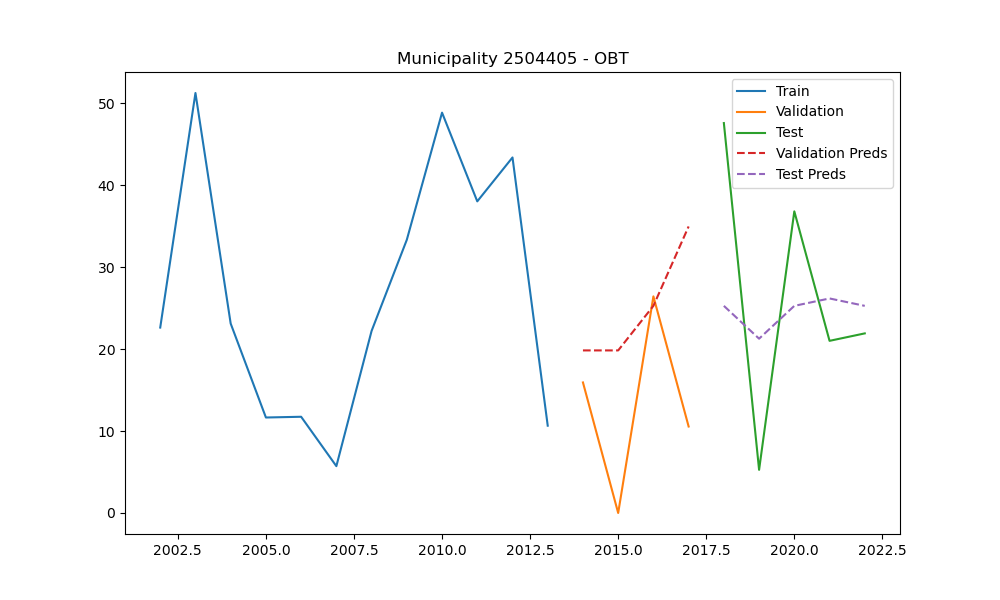 Municipality 2504405 - OBT
Train
Validation
Test
Validation Preds
Test Preds
50
40
30
20
10
0
2002.5 2005.0 2007.5 2010.0 2012.5 2015.0 2017.5 2020.0 2022.5